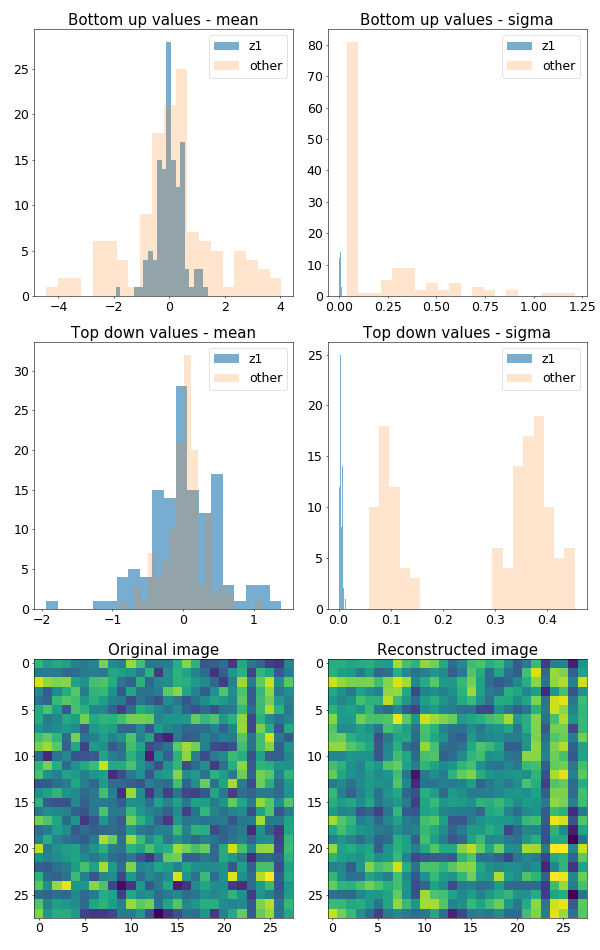 Bottom up values - mean
z1
other
25
20
15
10
5
0
−4 −2 0 2 4
Bottom up values - sigma
z1
other
80
70
60
50
40
30
20
10
0
0.00 0.25 0.50 0.75 1.00 1.25
Top down values - mean
z1
other
30
25
20
15
10
5
0
−2 −1 0 1
Top down values - sigma
z1
other
25
20
15
10
5
0
0.0 0.1 0.2 0.3 0.4
Original image
0
5
10
15
20
25
0 5 10 15 20 25
Reconstructed image
0
5
10
15
20
25
0 5 10 15 20 25